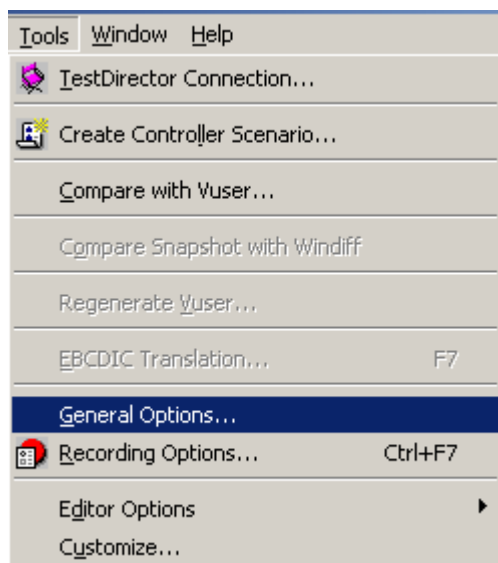 Tools Window Help
TestDirector Connection...
Create Controller Scenario...
Compare with Vuser...
Compare Snapshot with Windiff
Regenerate Vuser...
EBCDIC Translation... F7
General Options...
Recording Options... Ctrl+F7
Editor Options
Customize...